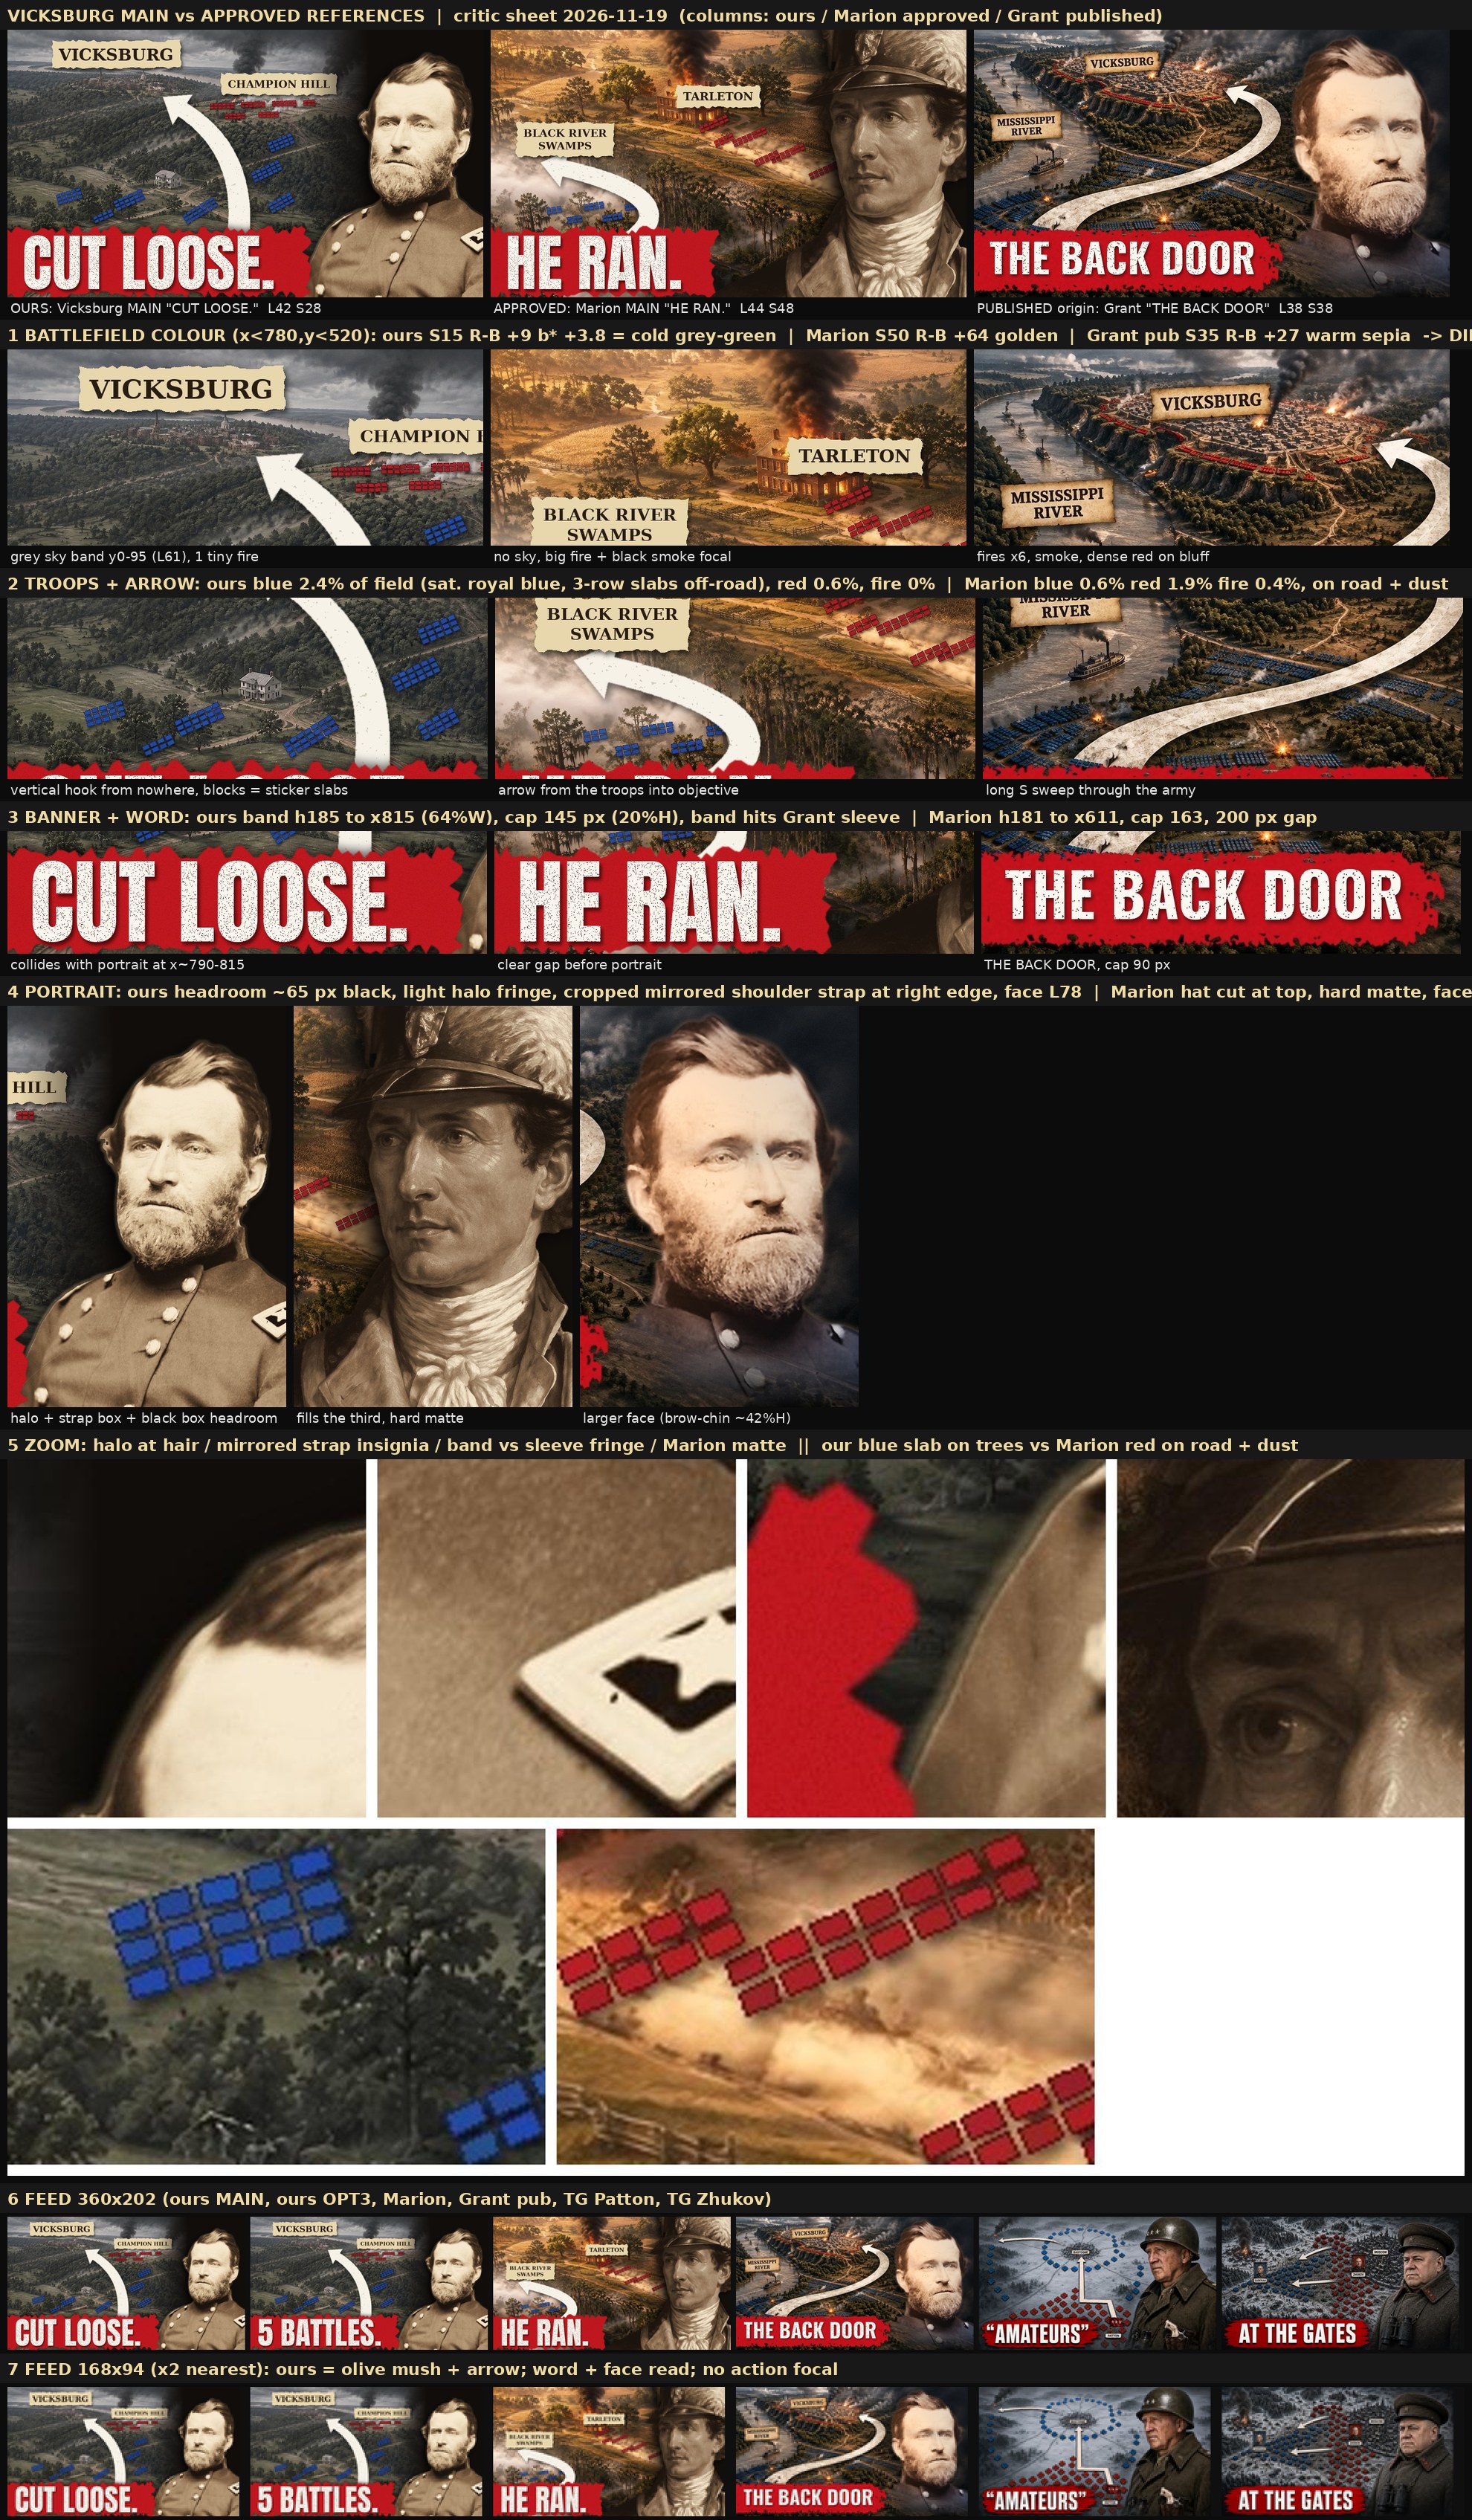 VICKSBURG MAIN vs APPROVED REFERENCES | critic sheet 2026-11-19 (columns: ours / Marion approved / Grant published)
VICKSBURG
CHAMPION HILL
CUT LOOSE.
TARLETON
BLACK RIVER
SWAMPS
HE RAN.
VICKSBURG
MISSISSIPPI
RIVER
THE BACK DOOR
OURS: Vicksburg MAIN "CUT LOOSE." L42 S28
APPROVED: Marion MAIN "HE RAN." L44 S48
PUBLISHED origin: Grant "THE BACK DOOR" L38 S38
1 BATTLEFIELD COLOUR (x<780,y<520): ours S15 R-B +9 b* +3.8 = cold grey-green | Marion S50 R-B +64 golden | Grant pub S35 R-B +27 warm sepia -> DI
VICKSBURG
CHAMPION
TARLETON
BLACK RIVER
SWAMPS
VICKSBURG
MISSISSIPPI
RIVER
grey sky band y0-95 (L61), 1 tiny fire
no sky, big fire + black smoke focal
fires x6, smoke, dense red on bluff
2 TROOPS + ARROW: ours blue 2.4% of field (sat. royal blue, 3-row slabs off-road), red 0.6%, fire 0% | Marion blue 0.6% red 1.9% fire 0.4%, on road + dust
BLACK RIVER
SWAMPS
RIVER
vertical hook from nowhere, blocks = sticker slabs
arrow from the troops into objective
long S sweep through the army
3 BANNER + WORD: ours band h185 to x815 (64%W), cap 145 px (20%H), band hits Grant sleeve | Marion h181 to x611, cap 163, 200 px gap
CUT LOOSE.
HE RAN.
THE BACK DOOR
collides with portrait at x~790-815
clear gap before portrait
THE BACK DOOR, cap 90 px
4 PORTRAIT: ours headroom ~65 px black, light halo fringe, cropped mirrored shoulder strap at right edge, face L78 | Marion hat cut at top, hard matte, face
HILL
halo + strap box + black box headroom
fills the third, hard matte
larger face (brow-chin ~42%H)
5 ZOOM: halo at hair / mirrored strap insignia / band vs sleeve fringe / Marion matte || our blue slab on trees vs Marion red on road + dust
6 FEED 360x202 (ours MAIN, ours OPT3, Marion, Grant pub, TG Patton, TG Zhukov)
VICKSBURG
CHAMPION HILL
CUT LOOSE.
VICKSBURG
CHAMPION HILL
5 BATTLES.
TARLETON
BLACK RIVER
SWAMPS
HE RAN.
VICKSBURG
MISSISSIPPI
RIVER
THE BACK DOOR
"AMATEURS"
AT THE GATES
7 FEED 168x94 (x2 nearest): ours = olive mush + arrow; word + face read; no action focal
VICKSBURG
CHAMPION HILL
CUT LOOSE.
VICKSBURG
CHAMPION HILL
5 BATTLES.
TARLETON
BLACK RIVER
SWAMPS
HE RAN.
VICKSBURG
THE BACK DOOR
"AMATEURS"
AT THE GATES